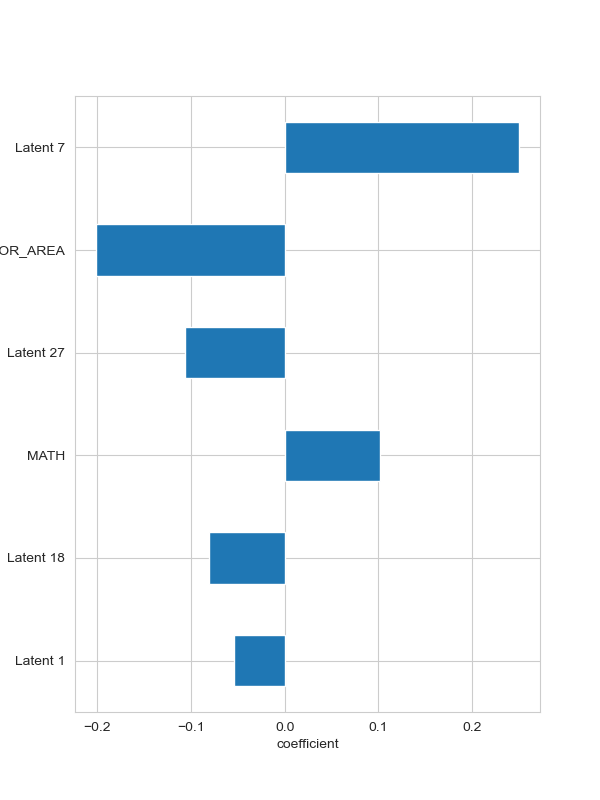 Latent 7
OR_AREA
Latent 27
MATH
Latent 18
Latent 1
−0.2 −0.1 0.0 0.1 0.2
coefficient